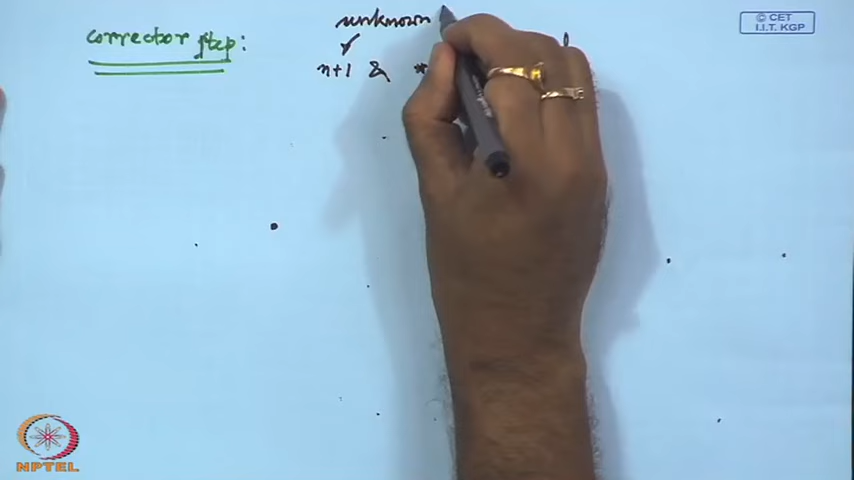 unknown
corrector step:
n+1 & *
© CET
I.I.T. KGP
NPTEL